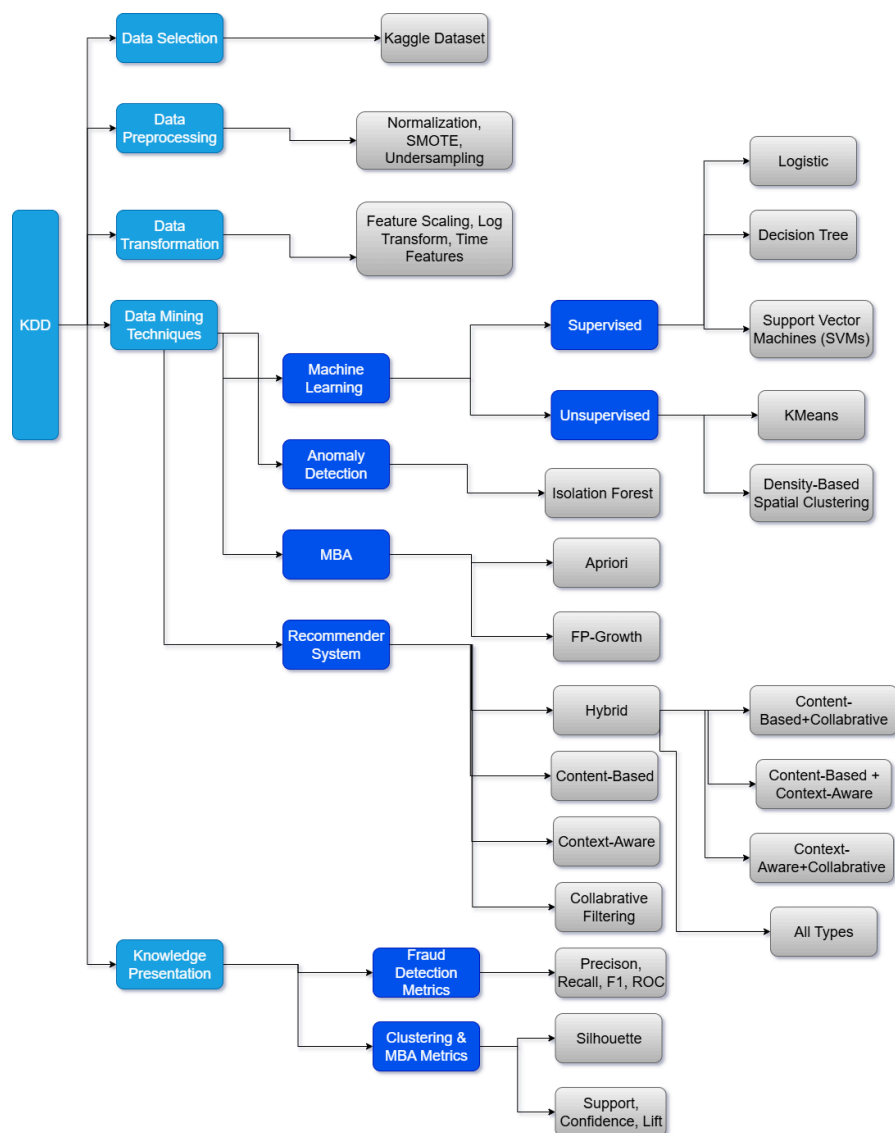 Data Selection
Kaggle Dataset
Data
Preprocessing
Normalization,
SMOTE,
Undersampling
Logistic
KDD
Data
Transformation
Feature Scaling, Log
Transform, Time
Features
Decision Tree
Data Mining
Techniques
Supervised
Support Vector
Machines (SVMs)
Machine
Learning
Unsupervised
KMeans
Anomaly
Detection
Isolation Forest
Density-Based
Spatial Clustering
MBA
Apriori
FP-Growth
Recommender
System
Hybrid
Content-
Based+Collabrative
Content-Based
Content-Based +
Context-Aware
Context-Aware
Context-
Aware+Collabrative
Collabrative
Filtering
All Types
Knowledge
Presentation
Fraud
Detection
Metrics
Precison,
Recall, F1, ROC
Clustering &
MBA Metrics
Silhouette
Support,
Confidence, Lift